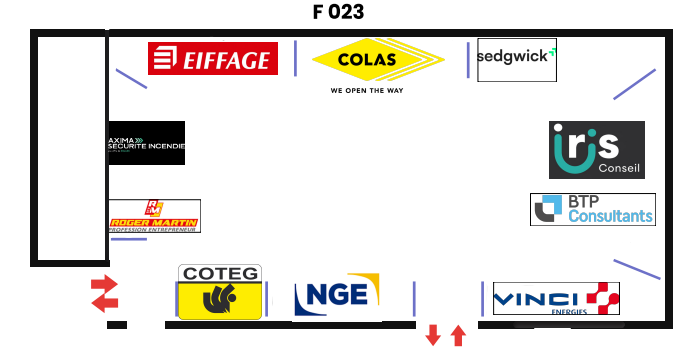 F 023
EIFFAGE
COLAS
WE OPEN THE WAY
sedgwick
AXIMA
SECURITE INCENDIE
iris
Conseil
ROGER MARTIN
PROFESSION ENTREPRENEUR
BTP
Consultants
COTEG
NGE
VINCI
ENERGIES